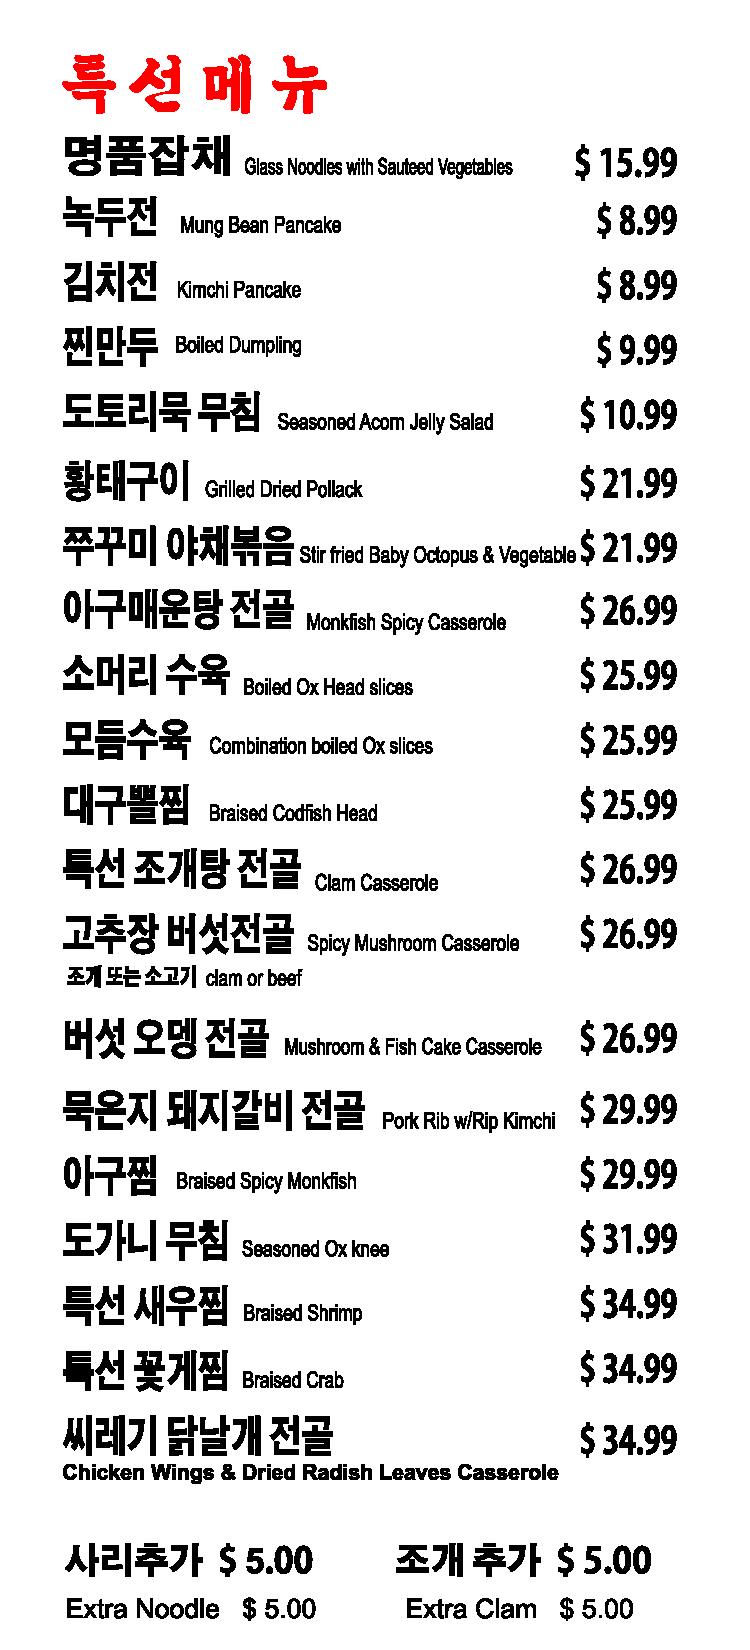 특선메뉴
명품잡채 Glass Noodles with Sauteed Vegetables $ 15.99
녹두전 Mung Bean Pancake $ 8.99
김치전 Kimchi Pancake $ 8.99
찐만두 Boiled Dumpling $ 9.99
도토리묵 무침 Seasoned Acorn Jelly Salad $ 10.99
황태구이 Grilled Dried Pollack $ 21.99
쭈꾸미 야채볶음 Stir fried Baby Octopus & Vegetable $ 21.99
아구매운탕 전골 Monkfish Spicy Casserole $ 26.99
소머리 수육 Boiled Ox Head slices $ 25.99
모듬수육 Combination boiled Ox slices $ 25.99
대구뽈찜 Braised Codfish Head $ 25.99
특선 조개탕 전골 Clam Casserole $ 26.99
고추장 버섯전골 Spicy Mushroom Casserole $ 26.99
조개 또는 소고기 clam or beef
버섯 오뎅 전골 Mushroom & Fish Cake Casserole $ 26.99
묵은지 돼지갈비 전골 Pork Rib w/Rip Kimchi $ 29.99
아구찜 Braised Spicy Monkfish $ 29.99
도가니 무침 Seasoned Ox knee $ 31.99
특선 새우찜 Braised Shrimp $ 34.99
특선 꽃게찜 Braised Crab $ 34.99
씨레기 닭날개 전골 $ 34.99
Chicken Wings & Dried Radish Leaves Casserole
사리추가 $ 5.00 조개 추가 $ 5.00
Extra Noodle $ 5.00 Extra Clam $ 5.00